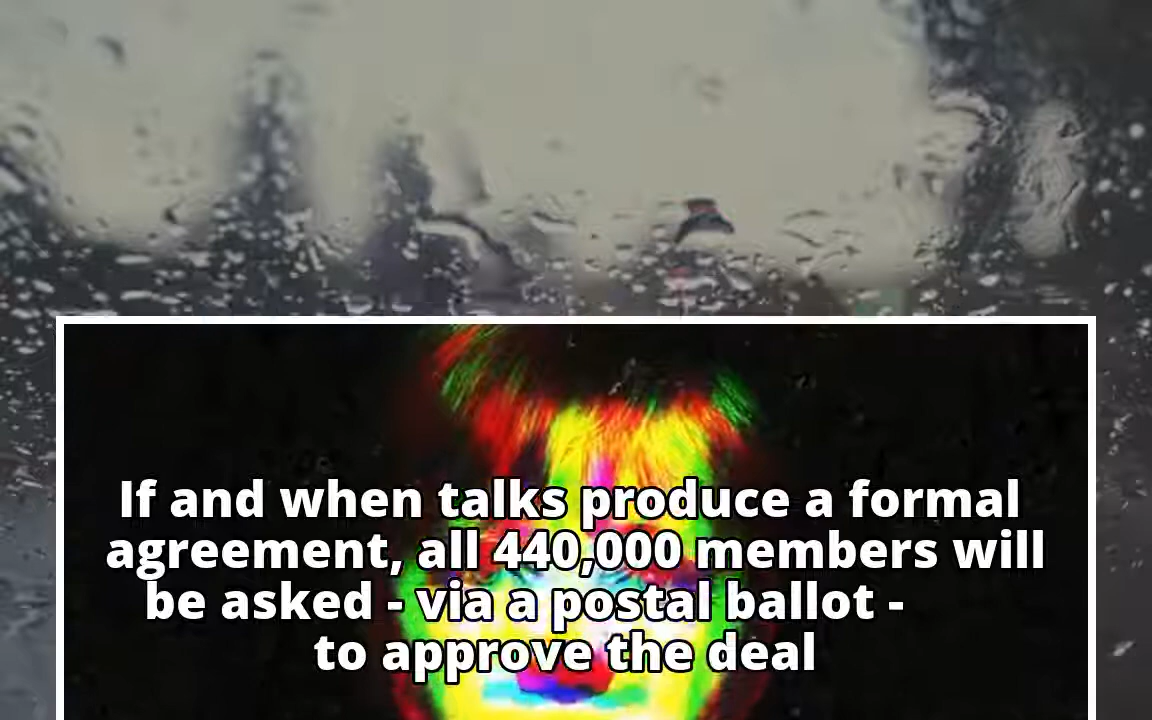 If and when talks produce a formal
agreement, all 440,000 members will
be asked - via a postal ballot -
to approve the deal